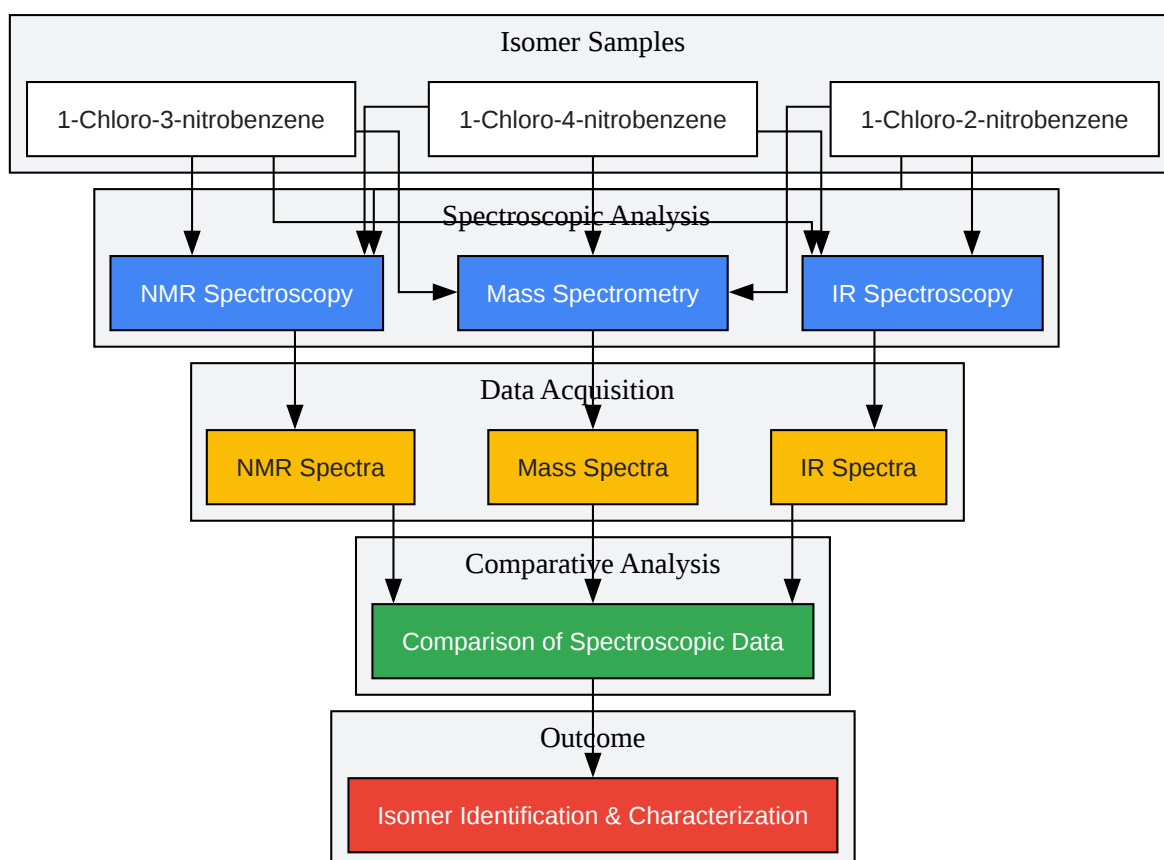 Isomer Samples
1-Chloro-3-nitrobenzene
1-Chloro-4-nitrobenzene
1-Chloro-2-nitrobenzene
Spectroscopic Analysis
NMR Spectroscopy
Mass Spectrometry
IR Spectroscopy
Data Acquisition
NMR Spectra
Mass Spectra
IR Spectra
Comparative Analysis
Comparison of Spectroscopic Data
Outcome
Isomer Identification & Characterization